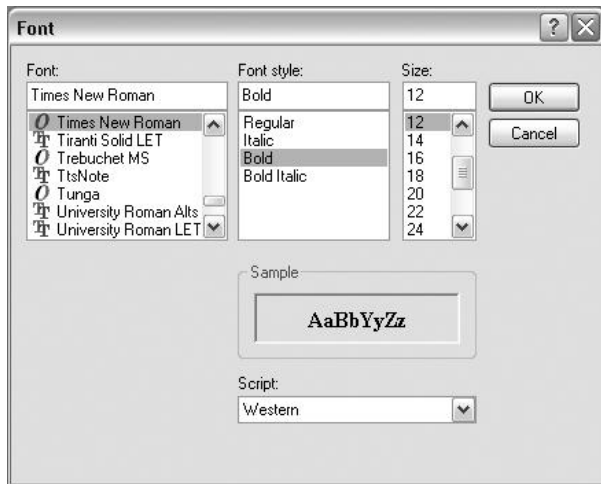 Font
Font:
Times New Roman
Times New Roman
Tiranti Solid LET
Trebuchet MS
TtsNote
Tunga
University Roman Alts
University Roman LET
Font style:
Bold
Regular
Italic
Bold
Bold Italic
Size:
12
12
14
16
18
20
22
24
OK
Cancel
Sample
AaBbYyZz
Script:
Western